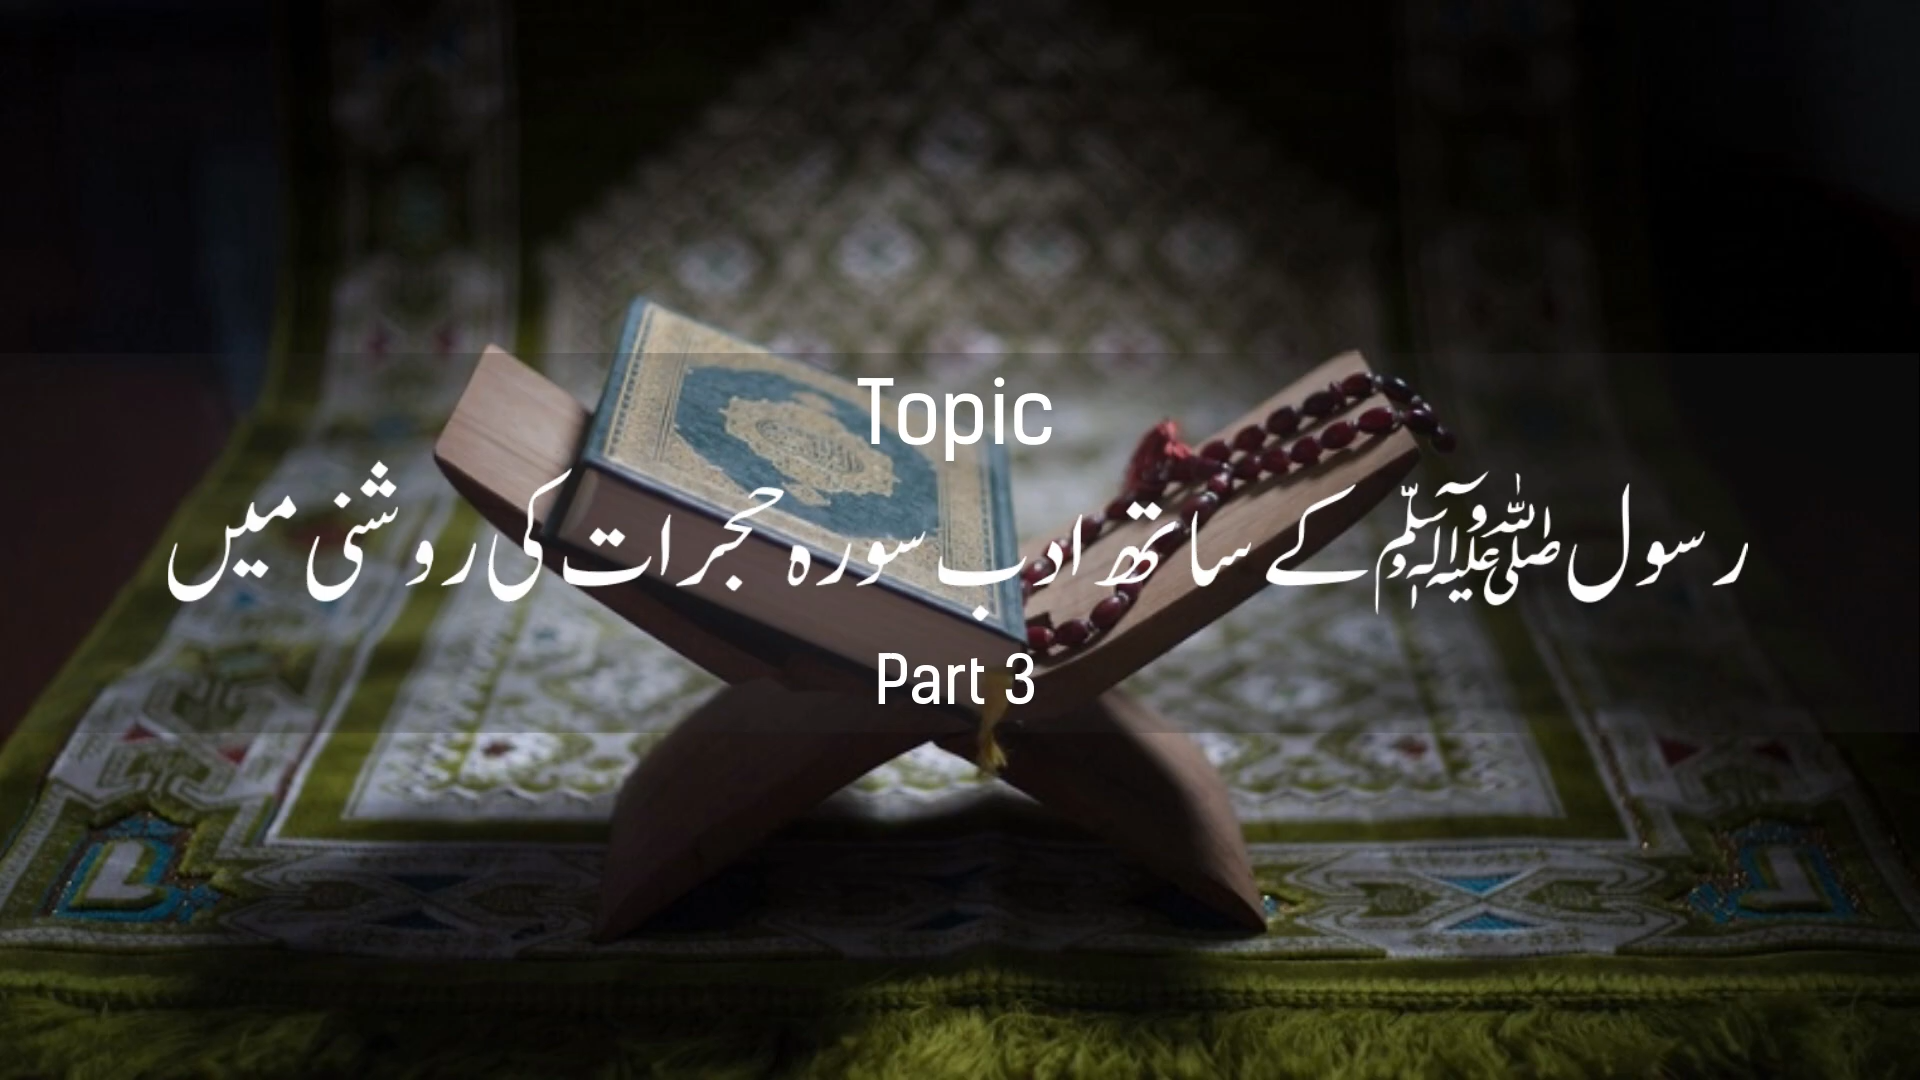 Topic
رسول ﷺ کے ساتھ ادب سورہ حجرات کی روشنی میں
Part 3